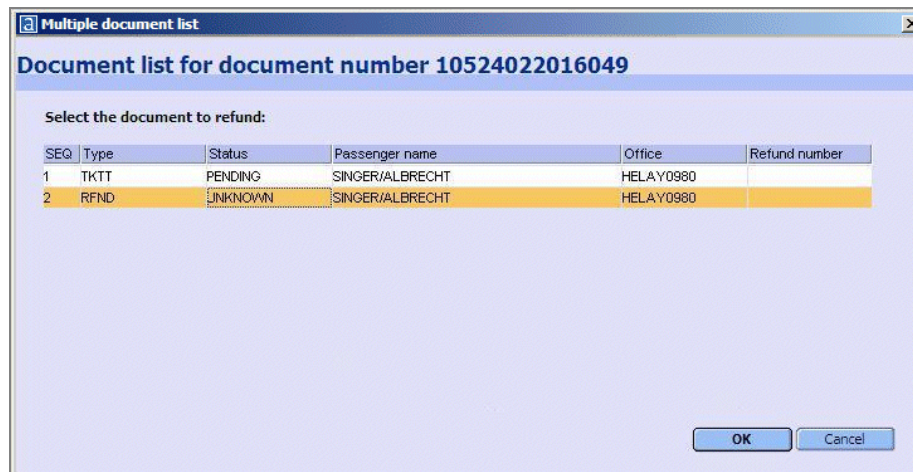 a Multiple document list
Document list for document number 10524022016049
Select the document to refund:
SEQ Type Status Passenger name Office Refund number
1 TKTT PENDING SINGER/ALBRECHT HELAY0980
2 RFND UNKNOWN SINGER/ALBRECHT HELAY0980
OK Cancel